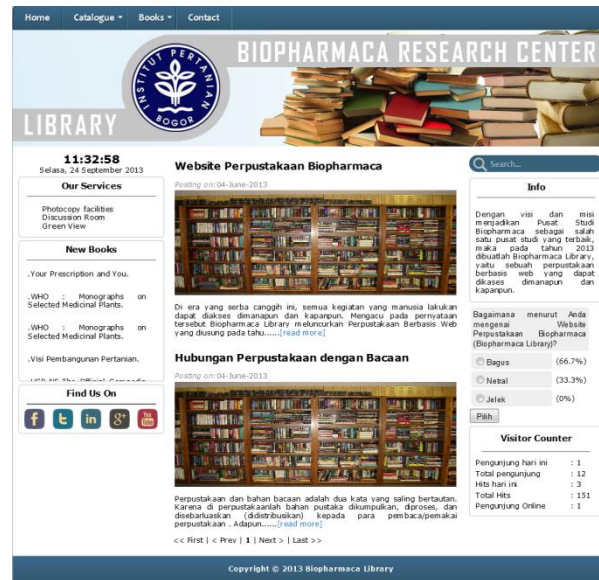 Home Catalogue Books Contact
BIOPHARMACA RESEARCH CENTER
INSTITUT PERTANIAN
BOGOR
LIBRARY
11:32:58
Selasa, 24 September 2013
Our Services
Photocopy facilities
Discussion Room
Green View
New Books
.Your Prescription and You.
.WHO : Monographs on
Selected Medicinal Plants.
.WHO : Monographs on
Selected Medicinal Plants.
.Visi Pembangunan Pertanian.
Find Us On
You
Tube
Website Perpustakaan Biopharmaca
Posting on:04-June-2013
Di era yang serba canggih ini, semua kegiatan yang manusia lakukan
dapat diakses dimanapun dan kapanpun. Mengacu pada pernyataan
tersebut Biopharmaca Library meluncurkan Perpustakaan Berbasis Web
yang diusung pada tahu......[read more]
Hubungan Perpustakaan dengan Bacaan
Posting on:04-June-2013
Perpustakaan dan bahan bacaan adalah dua kata yang saling bertautan.
Karena di perpustakaanlah bahan pustaka dikumpulkan, diproses, dan
disebarluaskan (didistribusikan) kepada para pembaca/pemakai
perpustakaan . Adapun......[read more]
<< First | < Prev | 1 | Next > | Last >>
Search...
Info
Dengan visi dan misi
menjadikan Pusat Studi
Biopharmaca sebagai salah
satu pusat studi yang terbaik,
maka pada tahun 2013
dibuatlah Biopharmaca Library,
yaitu sebuah perpustakaan
berbasis web yang dapat
dikases dimanapun dan
kapanpun.
Bagaimana menurut Anda
mengenai Website
Perpustakaan Biopharmaca
(Biopharmaca Library)?
Bagus (66.7%)
Netral (33.3%)
Jelek (0%)
Pilih
Visitor Counter
Pengunjung hari ini : 1
Total pengunjung : 12
Hits hari ini : 3
Total Hits : 151
Pengunjung Online : 1
Copyright © 2013 Biopharmaca Library